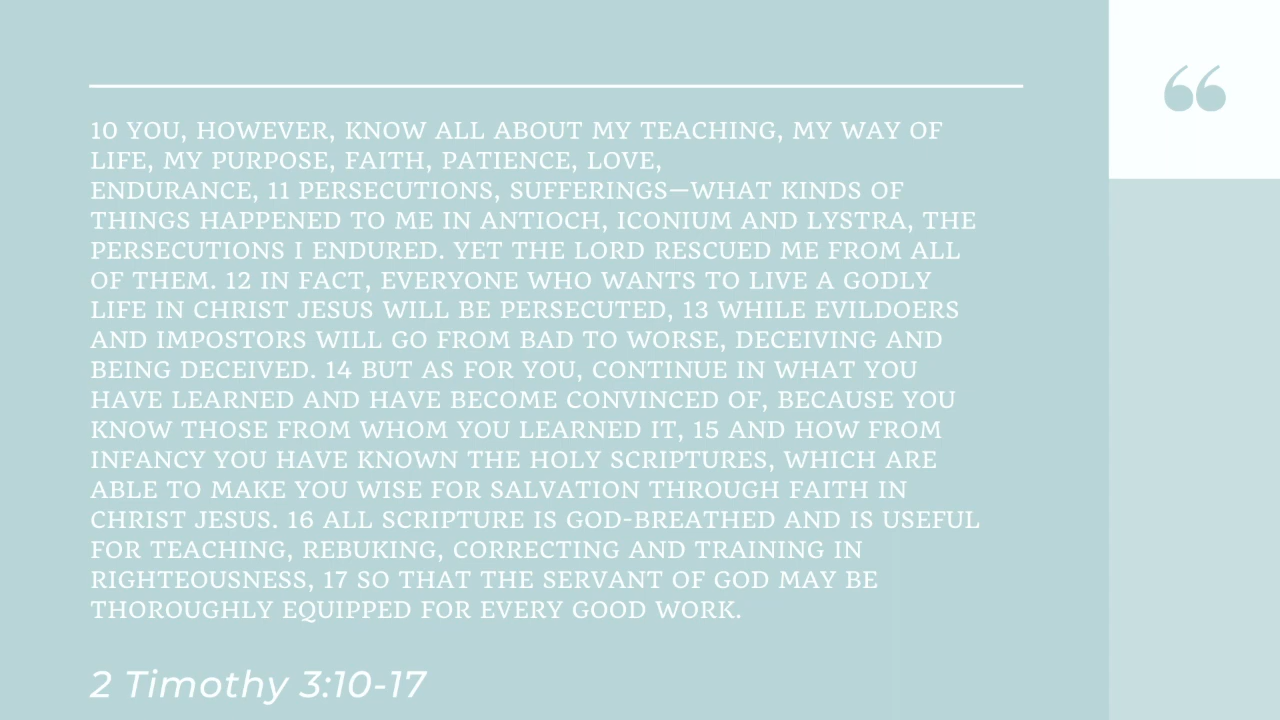 “
10 YOU, HOWEVER, KNOW ALL ABOUT MY TEACHING, MY WAY OF
LIFE, MY PURPOSE, FAITH, PATIENCE, LOVE,
ENDURANCE, 11 PERSECUTIONS, SUFFERINGS—WHAT KINDS OF
THINGS HAPPENED TO ME IN ANTIOCH, ICONIUM AND LYSTRA, THE
PERSECUTIONS I ENDURED. YET THE LORD RESCUED ME FROM ALL
OF THEM. 12 IN FACT, EVERYONE WHO WANTS TO LIVE A GODLY
LIFE IN CHRIST JESUS WILL BE PERSECUTED, 13 WHILE EVILDOERS
AND IMPOSTORS WILL GO FROM BAD TO WORSE, DECEIVING AND
BEING DECEIVED. 14 BUT AS FOR YOU, CONTINUE IN WHAT YOU
HAVE LEARNED AND HAVE BECOME CONVINCED OF, BECAUSE YOU
KNOW THOSE FROM WHOM YOU LEARNED IT, 15 AND HOW FROM
INFANCY YOU HAVE KNOWN THE HOLY SCRIPTURES, WHICH ARE
ABLE TO MAKE YOU WISE FOR SALVATION THROUGH FAITH IN
CHRIST JESUS. 16 ALL SCRIPTURE IS GOD-BREATHED AND IS USEFUL
FOR TEACHING, REBUKING, CORRECTING AND TRAINING IN
RIGHTEOUSNESS, 17 SO THAT THE SERVANT OF GOD MAY BE
THOROUGHLY EQUIPPED FOR EVERY GOOD WORK.
2 Timothy 3:10-17